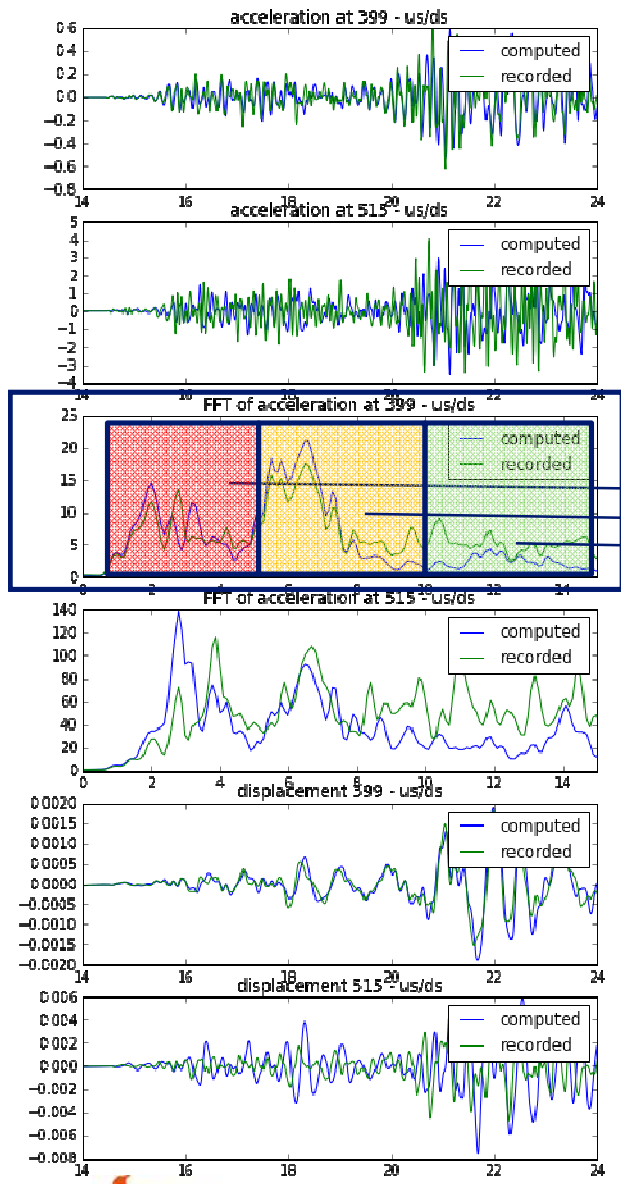 acceleration at 399 - us/ds
0.6
0.4
0.2
0.0
−0.2
−0.4
−0.6
−0.8
computed
recorded
14 16 18 20 22 24
acceleration at 515 - us/ds
5
4
3
2
1
0
−1
−2
−3
−4
computed
recorded
14 16 18 20 22 24
FFT of acceleration at 399 - us/ds
25
20
15
10
5
0
computed
recorded
0 2 4 6 8 10 12 14
FFT of acceleration at 515 - us/ds
140
120
100
80
60
40
20
0
computed
recorded
0 2 4 6 8 10 12 14
displacement 399 - us/ds
0.0020
0.0015
0.0010
0.0005
0.0000
−0.0005
−0.0010
−0.0015
−0.0020
computed
recorded
14 16 18 20 22 24
displacement 515 - us/ds
0.006
0.004
0.002
0.000
−0.002
−0.004
−0.006
−0.008
computed
recorded
14 16 18 20 22 24